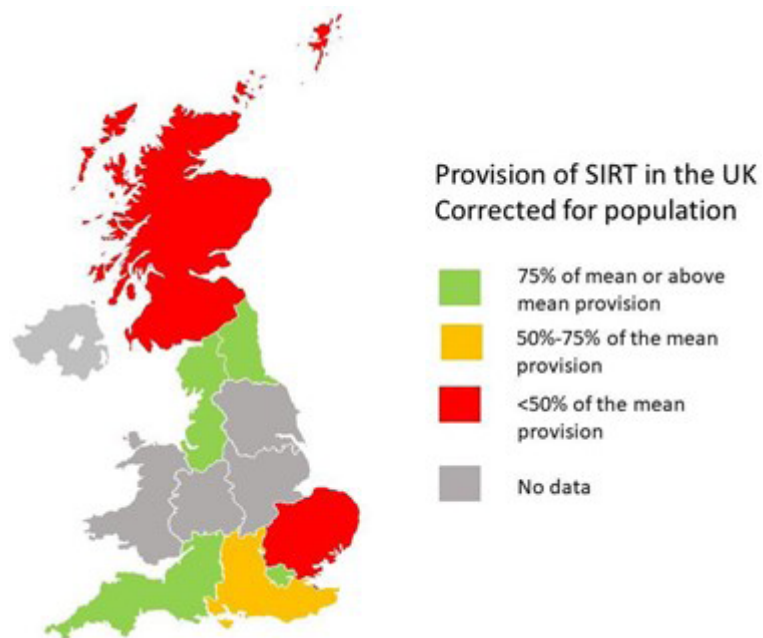 Provision of SIRT in the UK
Corrected for population
75% of mean or above
mean provision
50%-75% of the mean
provision
<50% of the mean
provision
No data